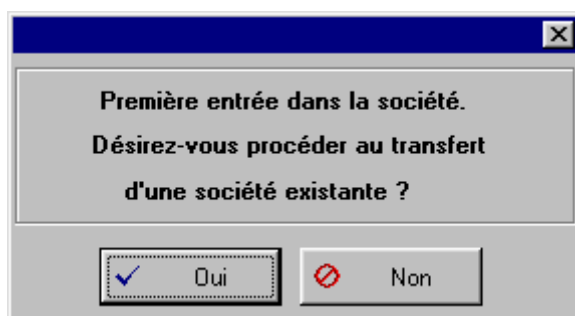 Première entrée dans la société.
Désirez-vous procéder au transfert
d'une société existante ?
Oui Non